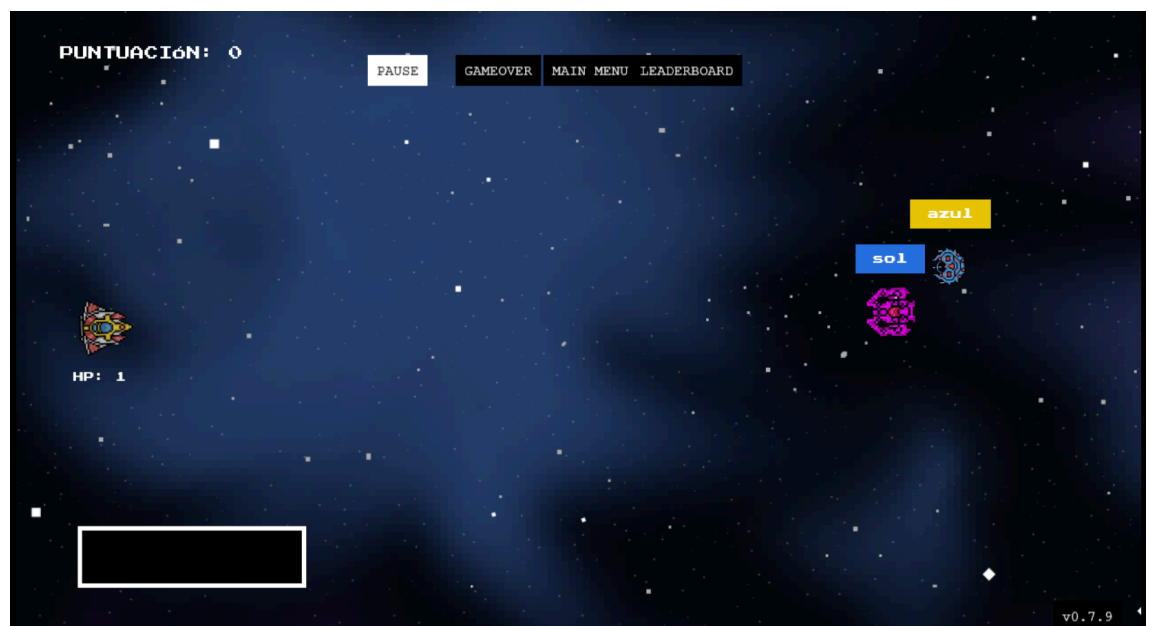 PUNTUACIóN: 0
PAUSE GAMEOVER MAIN MENU LEADERBOARD
azul
sol
HP: 1
v0.7.9